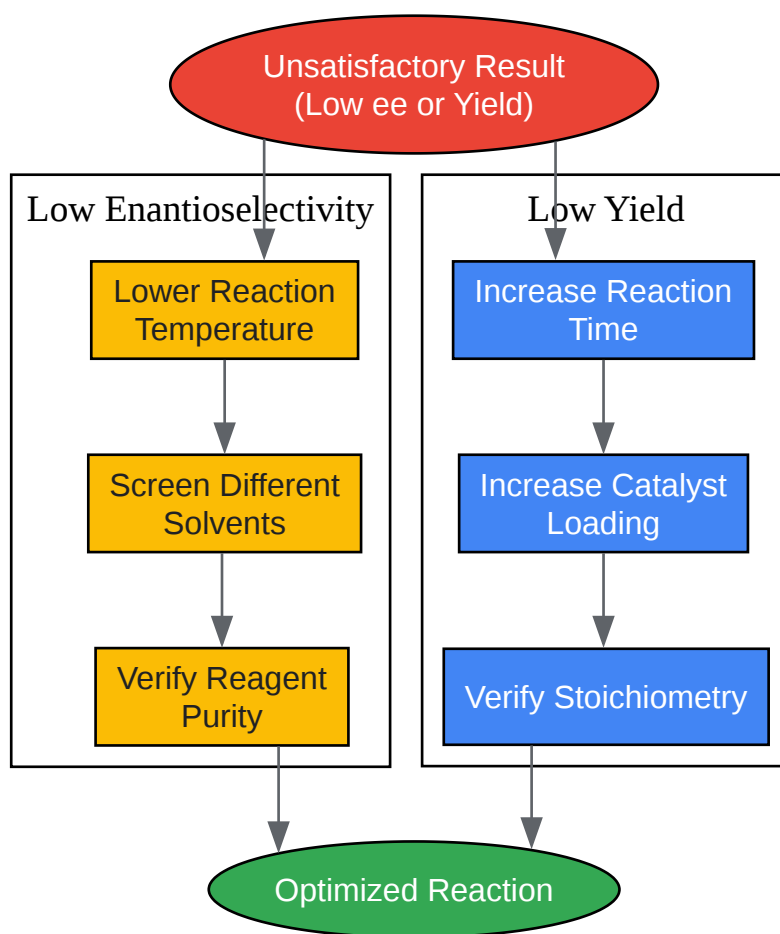 Unsatisfactory Result
(Low ee or Yield)
Low Enantioselectivity
Lower Reaction
Temperature
Screen Different
Solvents
Verify Reagent
Purity
Low Yield
Increase Reaction
Time
Increase Catalyst
Loading
Verify Stoichiometry
Optimized Reaction